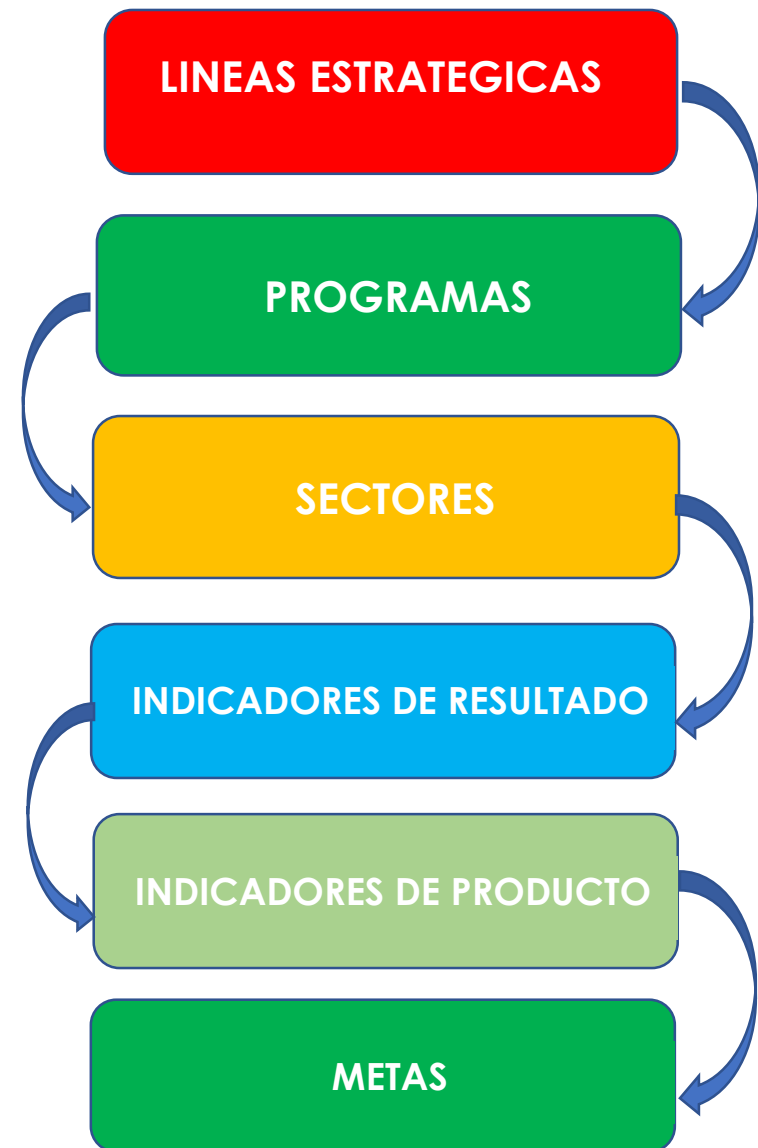 LINEAS ESTRATEGICAS
PROGRAMAS
SECTORES
INDICADORES DE RESULTADO
INDICADORES DE PRODUCTO
METAS